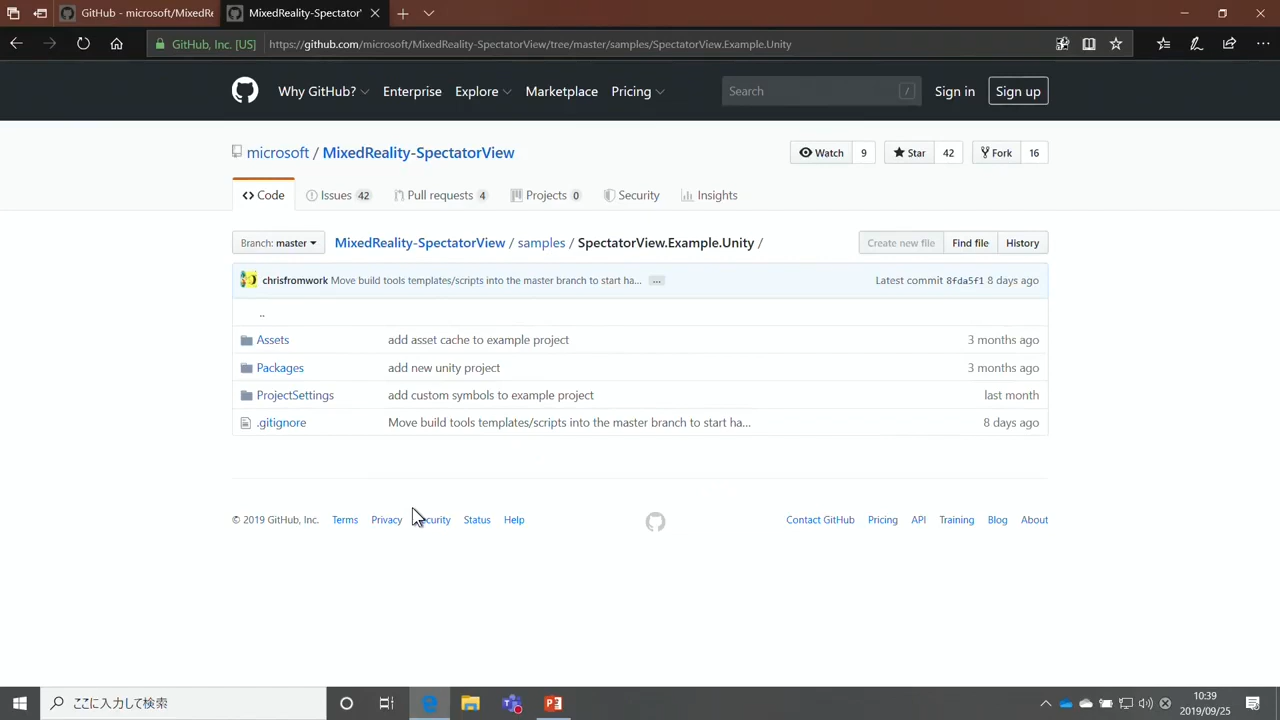 GitHub - microsoft/MixedRe
MixedReality-Spectator'
GitHub, Inc. [US]
https://github.com/microsoft/MixedReality-SpectatorView/tree/master/samples/SpectatorView.Example.Unity
Why GitHub? Enterprise Explore Marketplace Pricing Search / Sign in Sign up
microsoft / MixedReality-SpectatorView Watch 9 Star 42 Fork 16
Code Issues 42 Pull requests 4 Projects 0 Security Insights
Branch: master MixedReality-SpectatorView / samples / SpectatorView.Example.Unity / Create new file Find file History
chrisfromwork Move build tools templates/scripts into the master branch to start ha... ... Latest commit 8fda5f1 8 days ago
..
Assets add asset cache to example project 3 months ago
Packages add new unity project 3 months ago
ProjectSettings add custom symbols to example project last month
.gitignore Move build tools templates/scripts into the master branch to start ha... 8 days ago
© 2019 GitHub, Inc. Terms Privacy Security Status Help Contact GitHub Pricing API Training Blog About
ここに入力して検索
10:39
2019/09/25